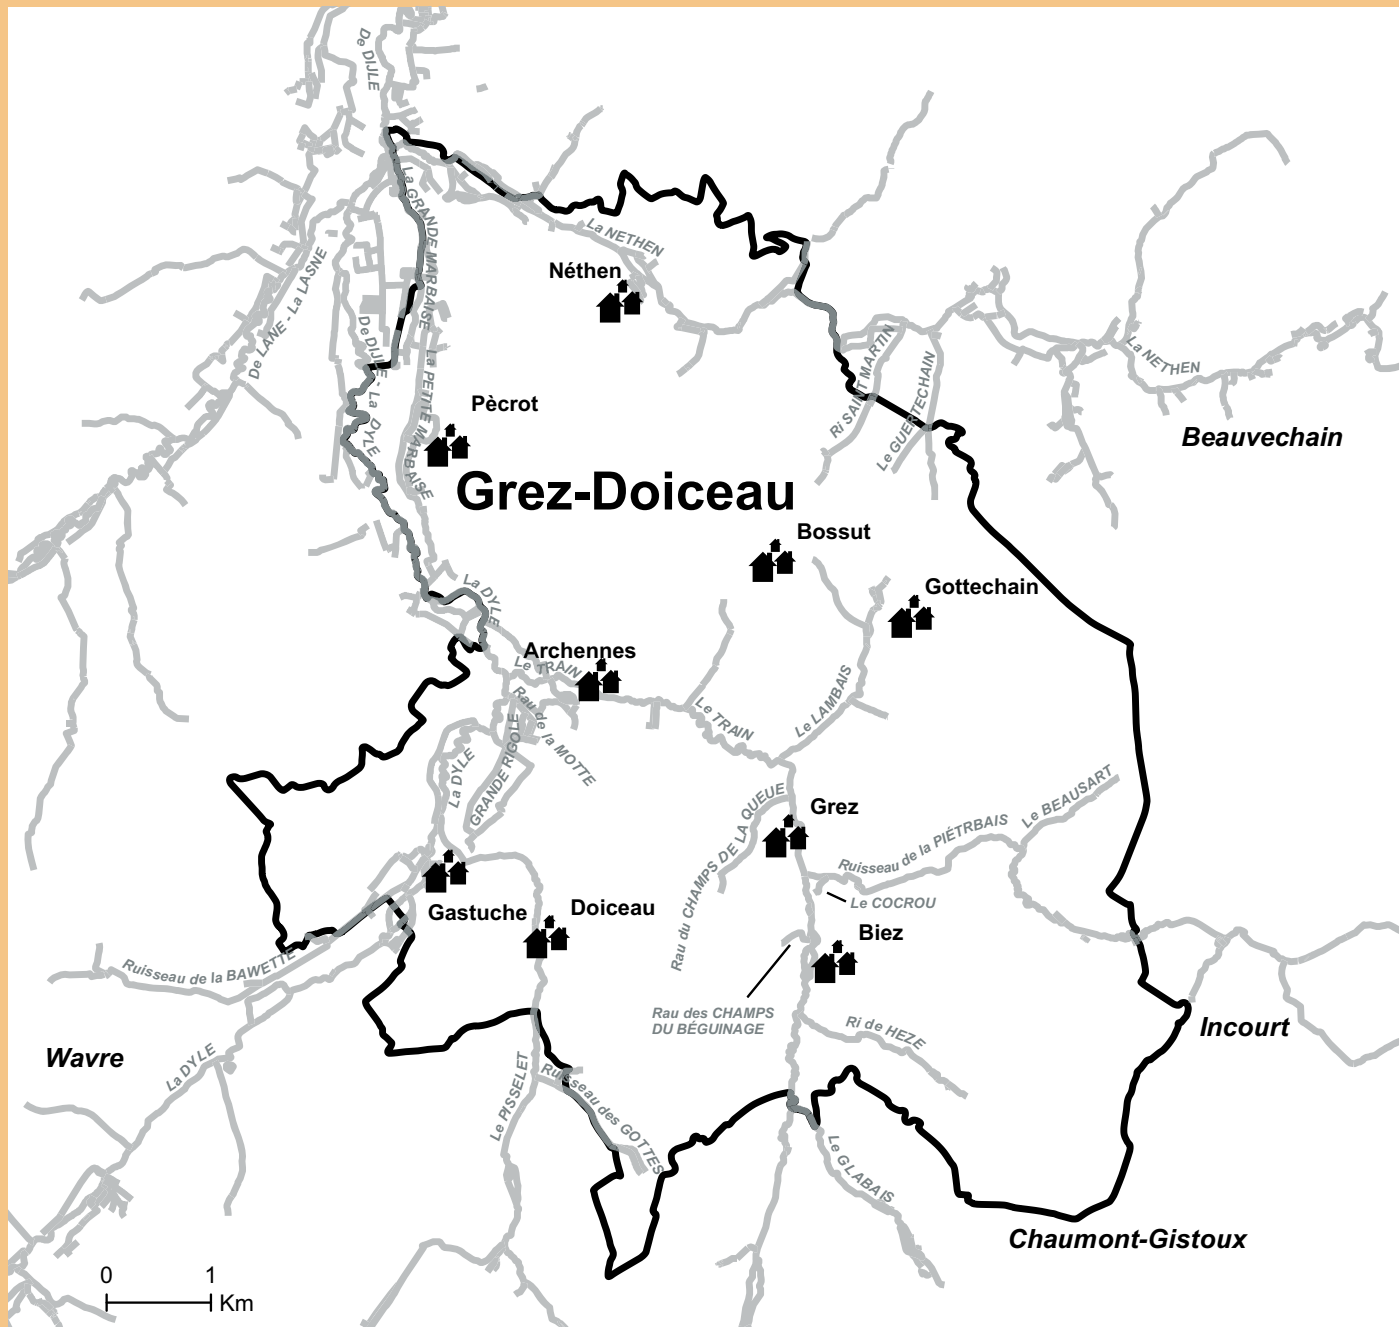 De DIJLE
La GRANDE MARBAISE
La NETHEN
Néthen
De LANE - La LASNE
De DIJLE - La DYLE
La PETITE MARBAISE
Ri SAINT MARTIN
Le GUERTECHAIN
La NETHEN
Pècrot
Beauvechain
Grez-Doiceau
Bossut
Gottechain
La DYLE
Archennes
Le TRAIN
Rau de la MOTTE
Le TRAIN
Le LAMBAIS
La DYLE
GRANDE RIGOLE
Rau du CHAMPS DE LA QUEUE
Grez
Ruisseau de la PIÉTRBAIS
Le BEAUSART
Le COCROU
Gastuche
Doiceau
Biez
Ruisseau de la BAWETTE
Rau des CHAMPS
DU BÉGUINAGE
Ri de HEZE
Incourt
Wavre
La DYLE
Le PISSELET
Ruisseau des GOTTES
Le GLABAIS
Chaumont-Gistoux
0 1
Km